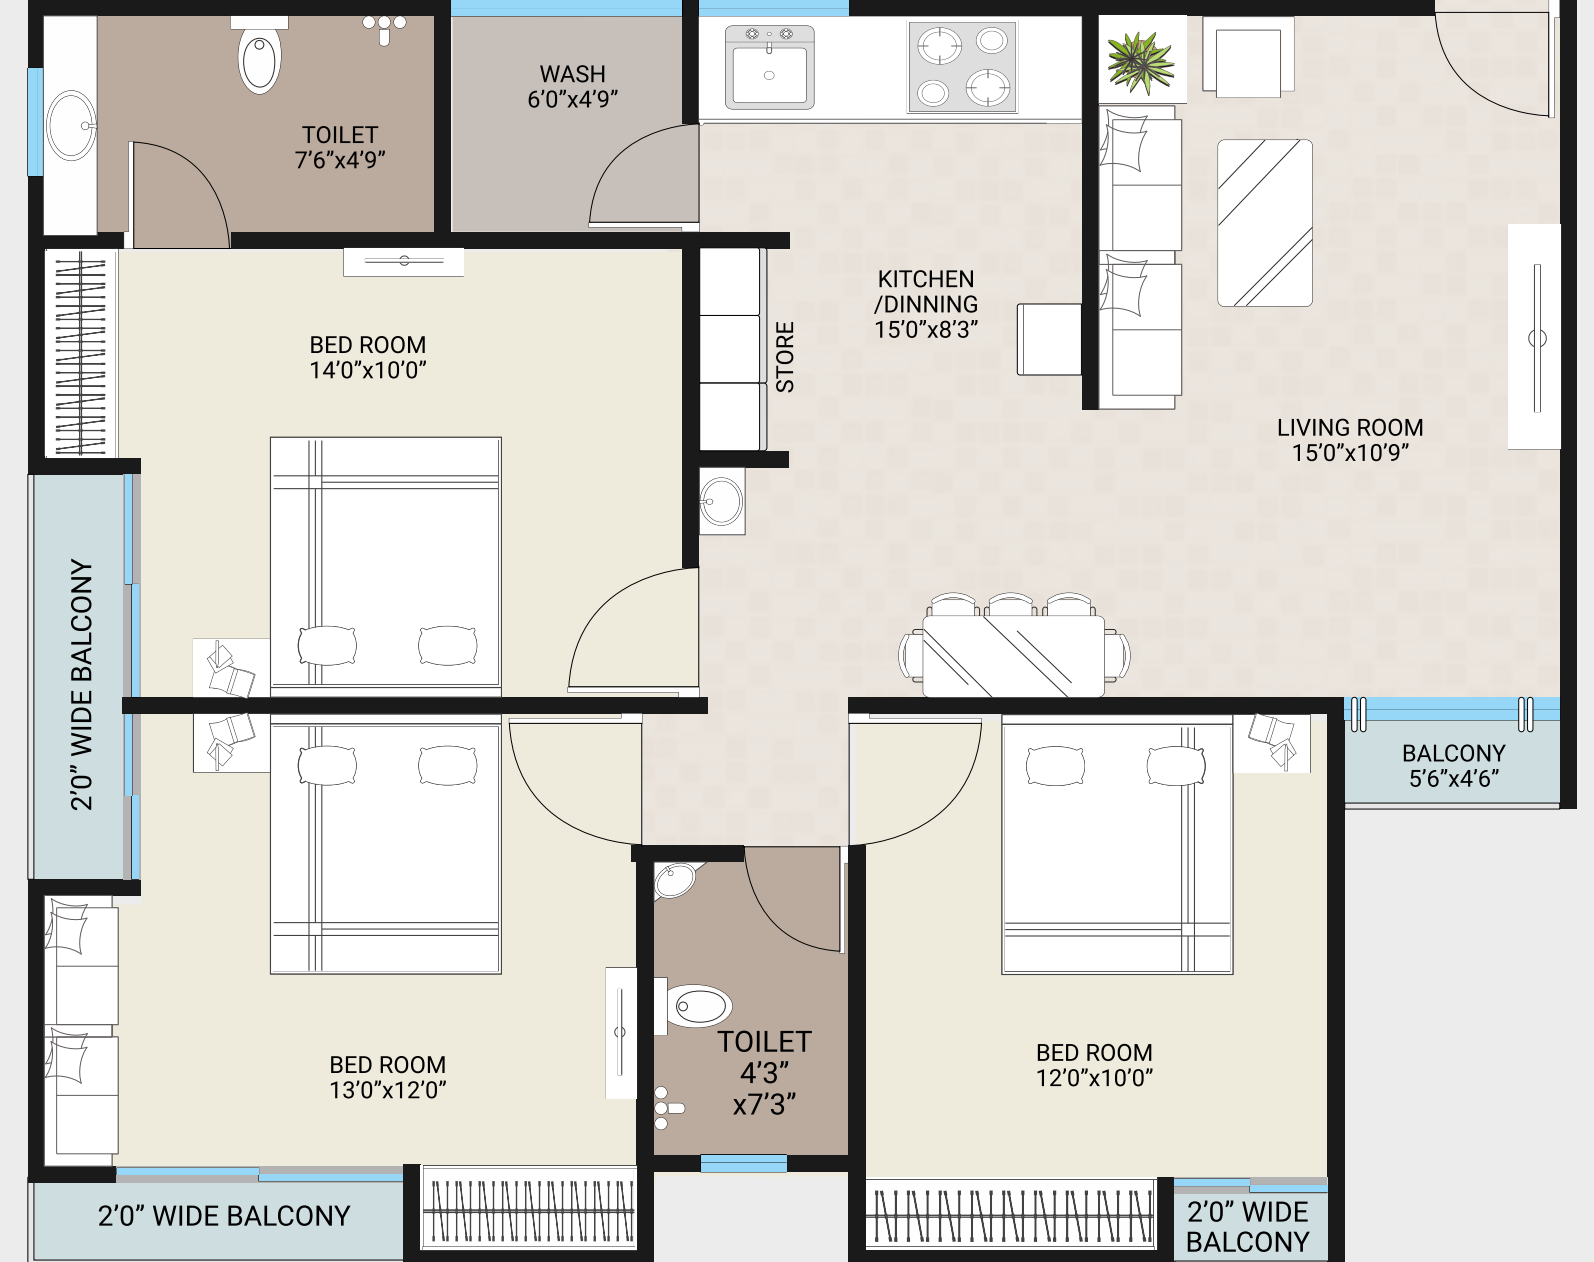 WASH
6’0”x4’9”
TOILET
7’6”x4’9”
KITCHEN
/DINNING
15’0”x8’3”
STORE
BED ROOM
14’0”x10’0”
LIVING ROOM
15’0”x10’9”
2’0” WIDE BALCONY
BALCONY
5’6”x4’6”
BED ROOM
13’0”x12’0”
TOILET
4’3”
x7’3”
BED ROOM
12’0”x10’0”
2’0” WIDE BALCONY
2’0” WIDE
BALCONY